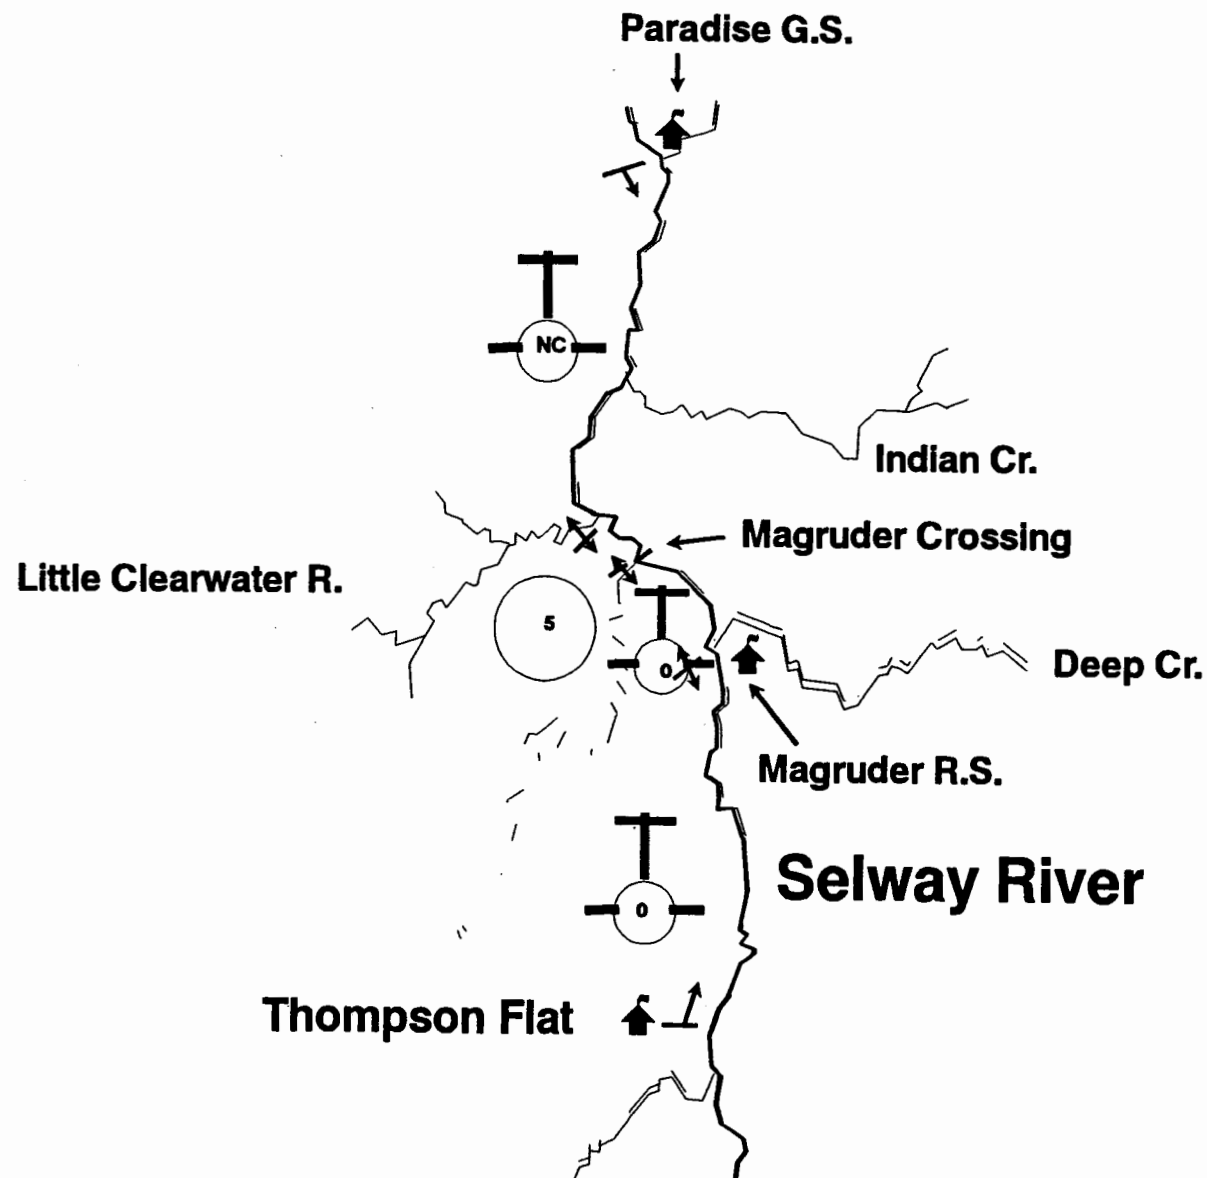 Paradise G.S.
NC
Indian Cr.
Magruder Crossing
Little Clearwater R.
5
0
Deep Cr.
Magruder R.S.
Selway River
0
Thompson Flat